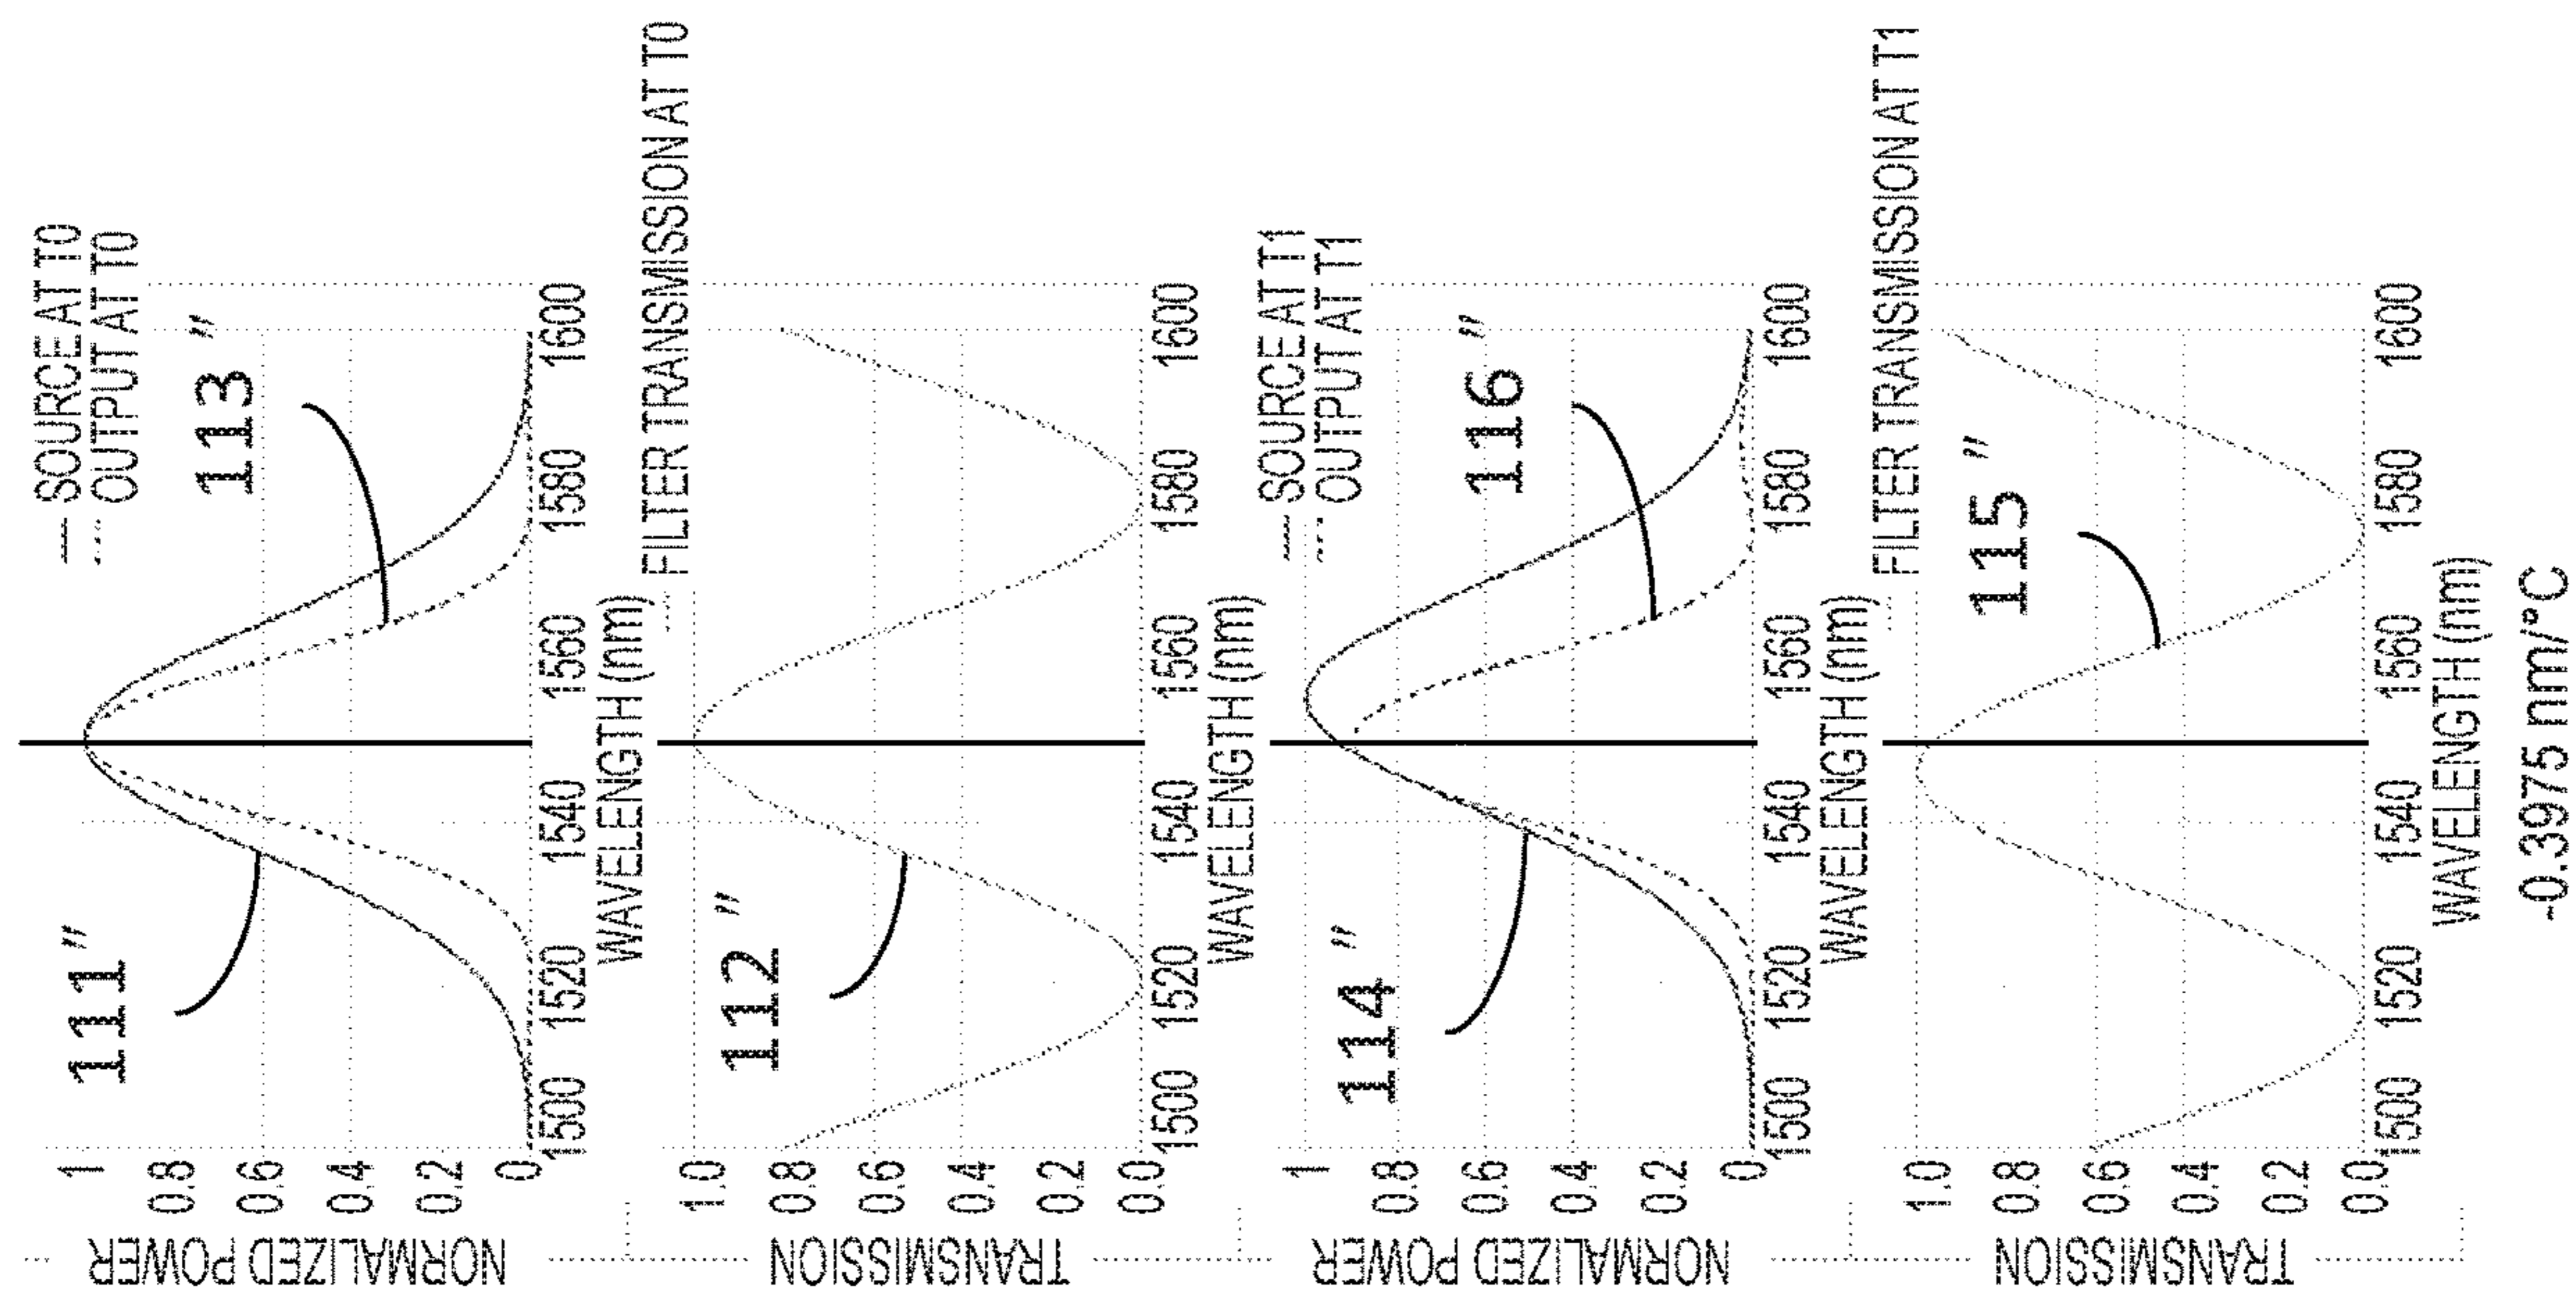 — SOURCE AT T0
---- OUTPUT AT T0
111"
113"
NORMALIZED POWER
1
0.8
0.6
0.4
0.2
0
1500 1520 1540 1560 1580 1600
WAVELENGTH (nm)
FILTER TRANSMISSION AT T0
112"
TRANSMISSION
1.0
0.8
0.6
0.4
0.2
0.0
1500 1520 1540 1560 1580 1600
WAVELENGTH (nm)
— SOURCE AT T1
---- OUTPUT AT T1
114"
116"
NORMALIZED POWER
1
0.8
0.6
0.4
0.2
0
1500 1520 1540 1560 1580 1600
WAVELENGTH (nm)
FILTER TRANSMISSION AT T1
115"
TRANSMISSION
1.0
0.8
0.6
0.4
0.2
0.0
1500 1520 1540 1560 1580 1600
WAVELENGTH (nm)
-0.3975 nm/°C